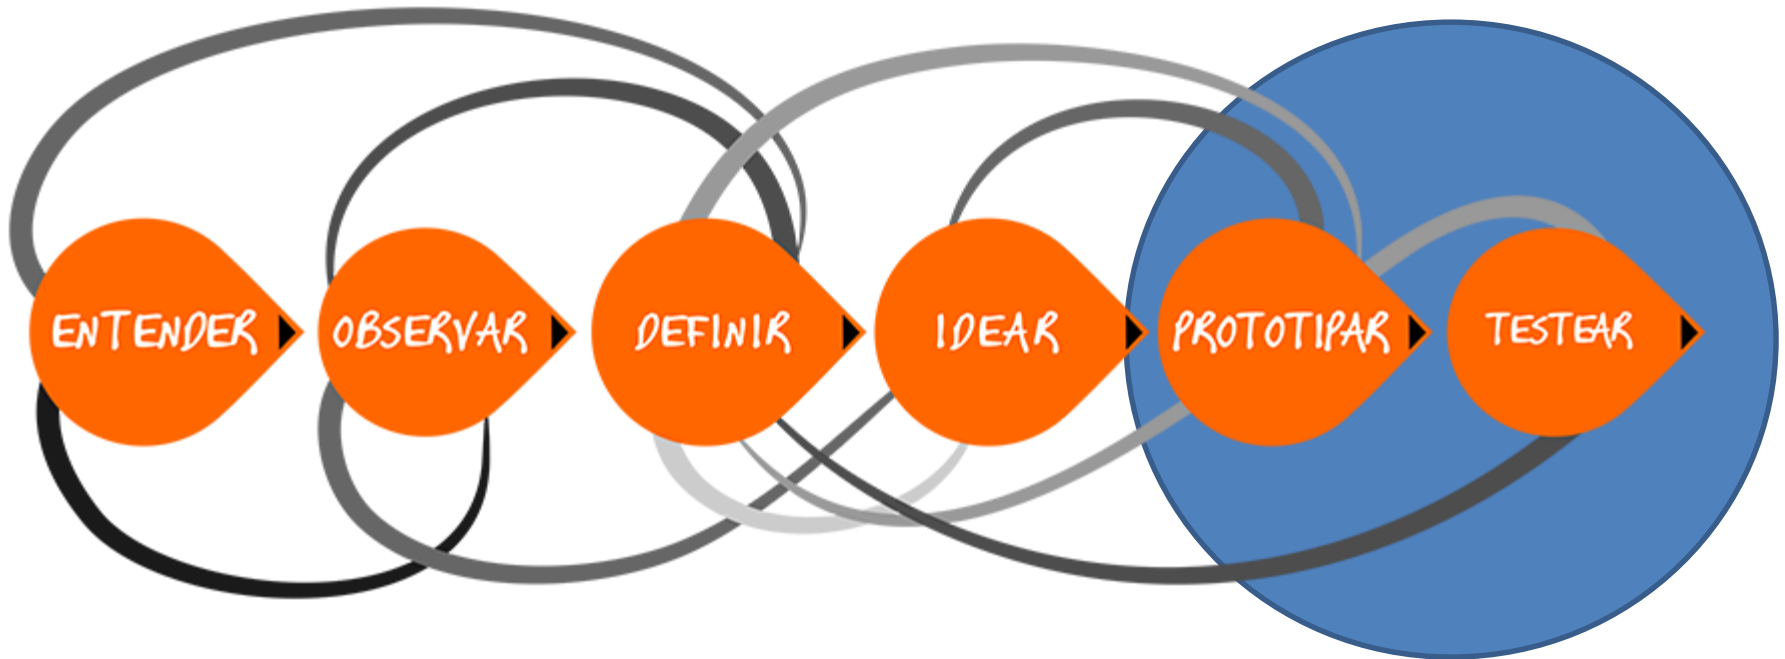 ENTENDER
OBSERVAR
DEFINIR
IDEAR
PROTOTIPAR
TESTEAR